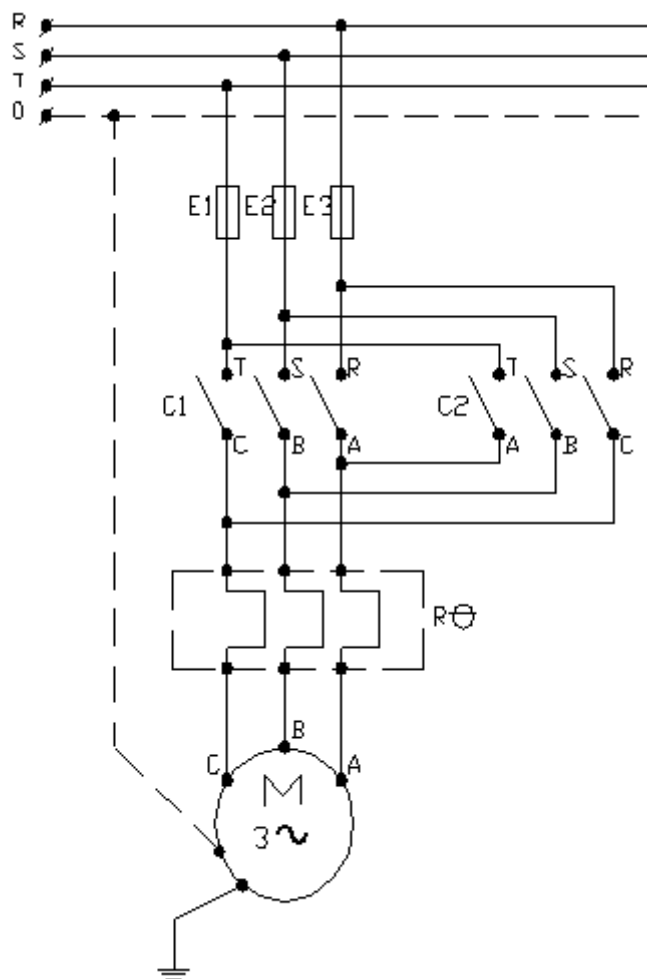 R
S
T
0
E1 E2 E3
T S R T S R
C1 C2
C B A A B C
RΘ
B
C A
M
3~